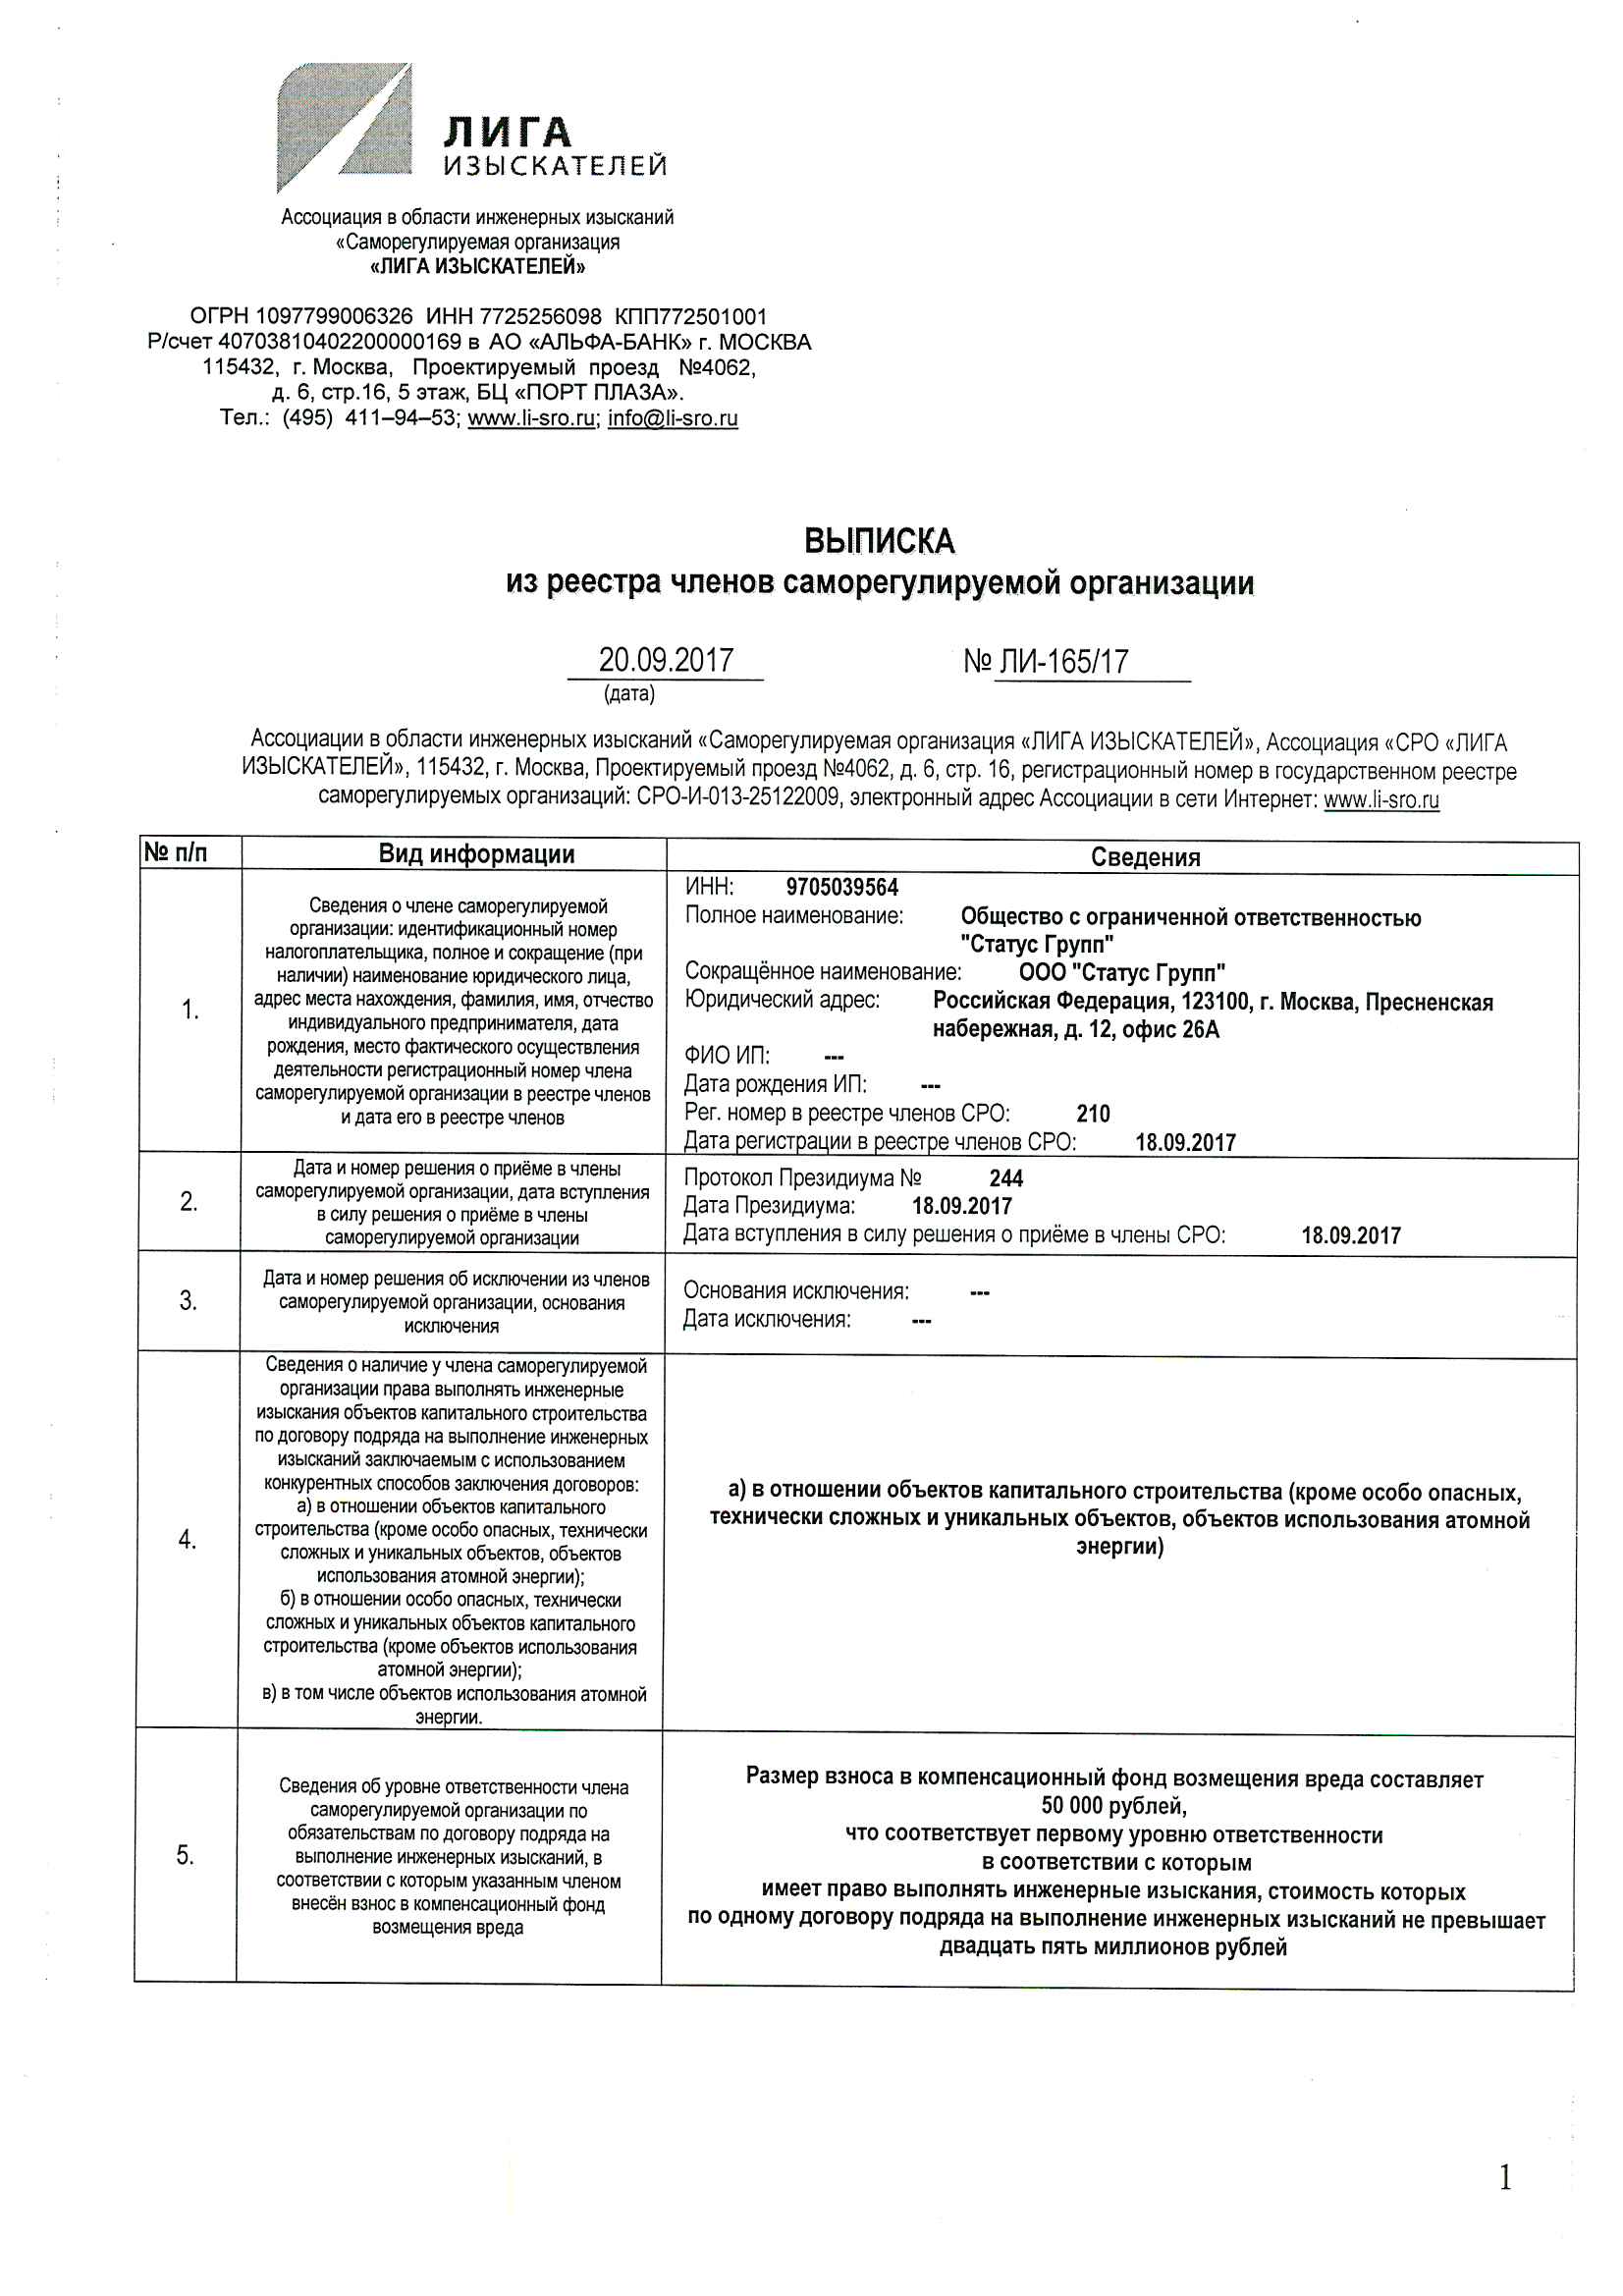 ЛИГА
ИЗЫСКАТЕЛЕЙ
Ассоциация в области инженерных изысканий
«Саморегулируемая организация
«ЛИГА ИЗЫСКАТЕЛЕЙ»
ОГРН 1097799006326 ИНН 7725256098 КПП772501001
Р/счет 40703810402200000169 в АО «АЛЬФА-БАНК» г. МОСКВА
115432, г. Москва, Проектируемый проезд №4062,
д. 6, стр.16, 5 этаж, БЦ «ПОРТ ПЛАЗА».
Тел.: (495) 411–94–53; www.li-sro.ru; info@li-sro.ru
ВЫПИСКА
из реестра членов саморегулируемой организации
20.09.2017 № ЛИ-165/17
(дата)
Ассоциации в области инженерных изысканий «Саморегулируемая организация «ЛИГА ИЗЫСКАТЕЛЕЙ», Ассоциация «СРО «ЛИГА
ИЗЫСКАТЕЛЕЙ», 115432, г. Москва, Проектируемый проезд №4062, д. 6, стр. 16, регистрационный номер в государственном реестре
саморегулируемых организаций: СРО-И-013-25122009, электронный адрес Ассоциации в сети Интернет: www.li-sro.ru
№ п/п Вид информации Сведения
1.
Сведения о члене саморегулируемой
организации: идентификационный номер
налогоплательщика, полное и сокращение (при
наличии) наименование юридического лица,
адрес места нахождения, фамилия, имя, отчество
индивидуального предпринимателя, дата
рождения, место фактического осуществления
деятельности регистрационный номер члена
саморегулируемой организации в реестре членов
и дата его в реестре членов
ИНН: 9705039564
Полное наименование: Общество с ограниченной ответственностью
"Статус Групп"
Сокращённое наименование: ООО "Статус Групп"
Юридический адрес: Российская Федерация, 123100, г. Москва, Пресненская
набережная, д. 12, офис 26А
ФИО ИП: ---
Дата рождения ИП: ---
Рег. номер в реестре членов СРО: 210
Дата регистрации в реестре членов СРО: 18.09.2017
2.
Дата и номер решения о приёме в члены
саморегулируемой организации, дата вступления
в силу решения о приёме в члены
саморегулируемой организации
Протокол Президиума № 244
Дата Президиума: 18.09.2017
Дата вступления в силу решения о приёме в члены СРО: 18.09.2017
3.
Дата и номер решения об исключении из членов
саморегулируемой организации, основания
исключения
Основания исключения: ---
Дата исключения: ---
4.
Сведения о наличие у члена саморегулируемой
организации права выполнять инженерные
изыскания объектов капитального строительства
по договору подряда на выполнение инженерных
изысканий заключаемым с использованием
конкурентных способов заключения договоров:
а) в отношении объектов капитального
строительства (кроме особо опасных, технически
сложных и уникальных объектов, объектов
использования атомной энергии);
б) в отношении особо опасных, технически
сложных и уникальных объектов капитального
строительства (кроме объектов использования
атомной энергии);
в) в том числе объектов использования атомной
энергии.
а) в отношении объектов капитального строительства (кроме особо опасных,
технически сложных и уникальных объектов, объектов использования атомной
энергии)
5.
Сведения об уровне ответственности члена
саморегулируемой организации по
обязательствам по договору подряда на
выполнение инженерных изысканий, в
соответствии с которым указанным членом
внесён взнос в компенсационный фонд
возмещения вреда
Размер взноса в компенсационный фонд возмещения вреда составляет
50 000 рублей,
что соответствует первому уровню ответственности
в соответствии с которым
имеет право выполнять инженерные изыскания, стоимость которых
по одному договору подряда на выполнение инженерных изысканий не превышает
двадцать пять миллионов рублей
1